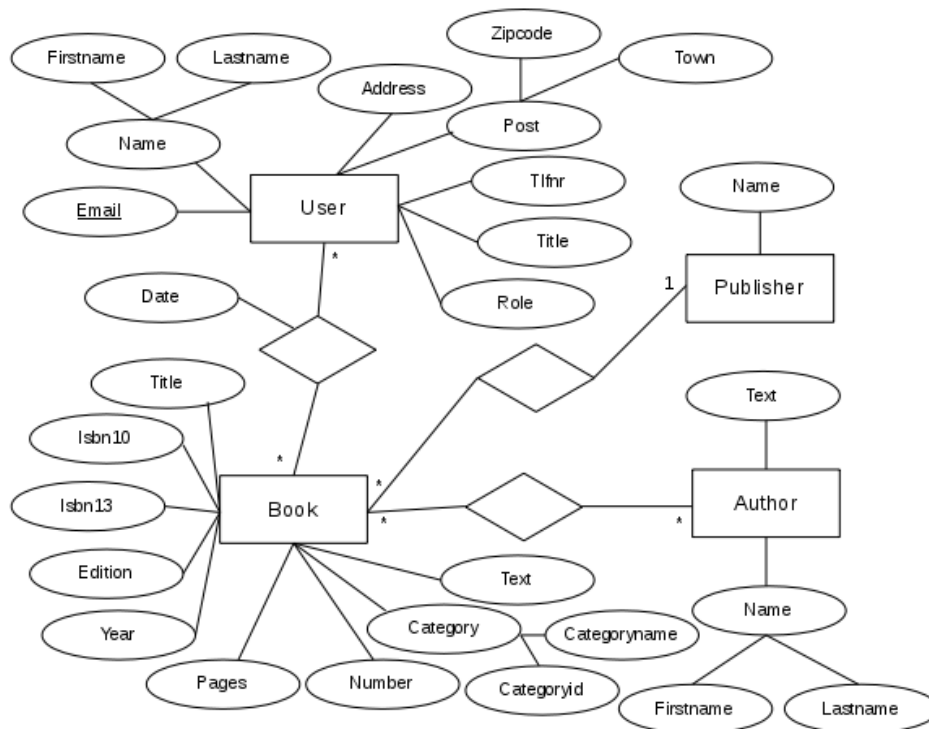 Zipcode
Firstname
Lastname
Town
Address
Post
Name
Tlfnr
Name
User
Email
Title
*
Publisher
1
Date
Role
Title
Text
Isbn10
*
*
Isbn13
Book
*
*
Author
Edition
Text
Year
Category
Categoryname
Name
Pages
Number
Categoryid
Firstname
Lastname